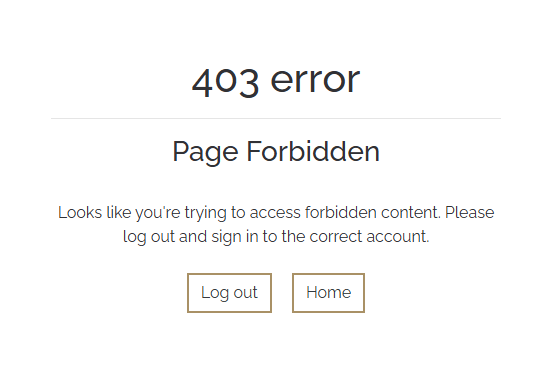 403 error
Page Forbidden
Looks like you're trying to access forbidden content. Please
log out and sign in to the correct account.
Log out Home